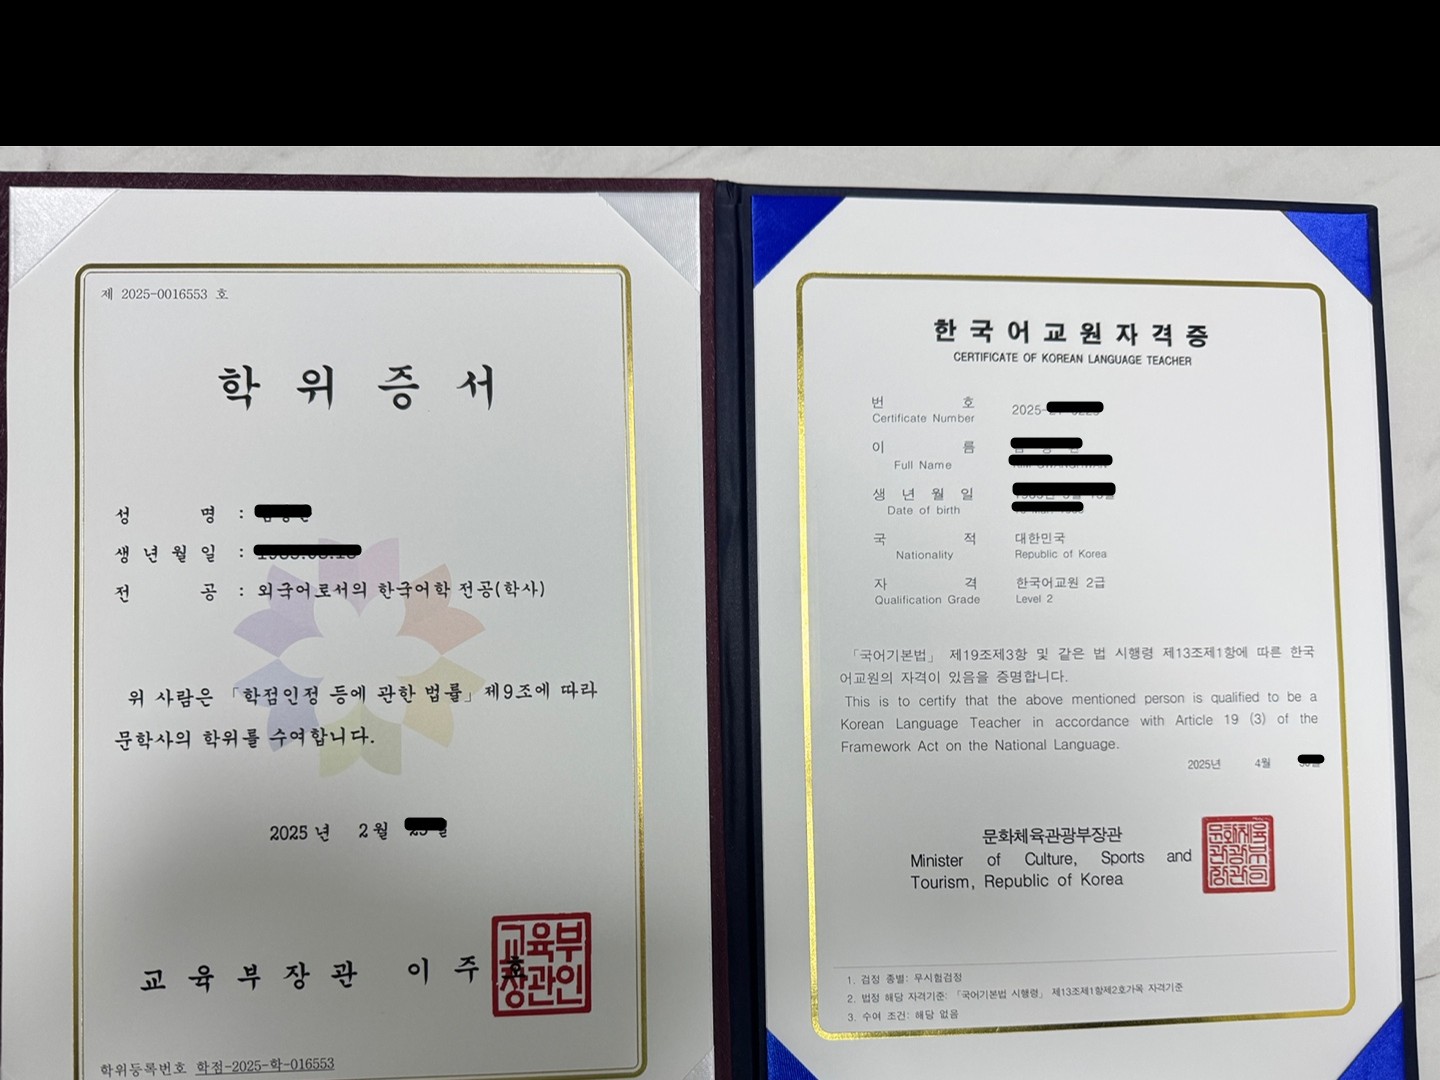 제 2025-0016553 호
학위증서
성 명 :
생년월일 :
전 공 : 외국어로서의 한국어학 전공(학사)
위 사람은 「학점인정 등에 관한 법률」제9조에 따라
문학사의 학위를 수여합니다.
2025 년 2 월
교육부장관 이주
교육부
장관인
학위등록번호 학점-2025-학-016553
한국어교원자격증
CERTIFICATE OF KOREAN LANGUAGE TEACHER
번 호 2025-
Certificate Number
이 름
Full Name
생년월일
Date of birth
국 적 대한민국
Nationality Republic of Korea
자 격 한국어교원 2급
Qualification Grade Level 2
「국어기본법」 제19조제3항 및 같은 법 시행령 제13조제1항에 따른 한국
어교원의 자격이 있음을 증명합니다.
This is to certify that the above mentioned person is qualified to be a
Korean Language Teacher in accordance with Article 19 (3) of the
Framework Act on the National Language.
2025년 4월
문화체육관광부장관
Minister of Culture, Sports and
Tourism, Republic of Korea
문화체육
관광부
장관인
1. 검정 종별: 무시험검정
2. 법정 해당 자격기준: 「국어기본법 시행령」 제13조제1항제2호가목 자격기준
3. 수여 조건: 해당 없음